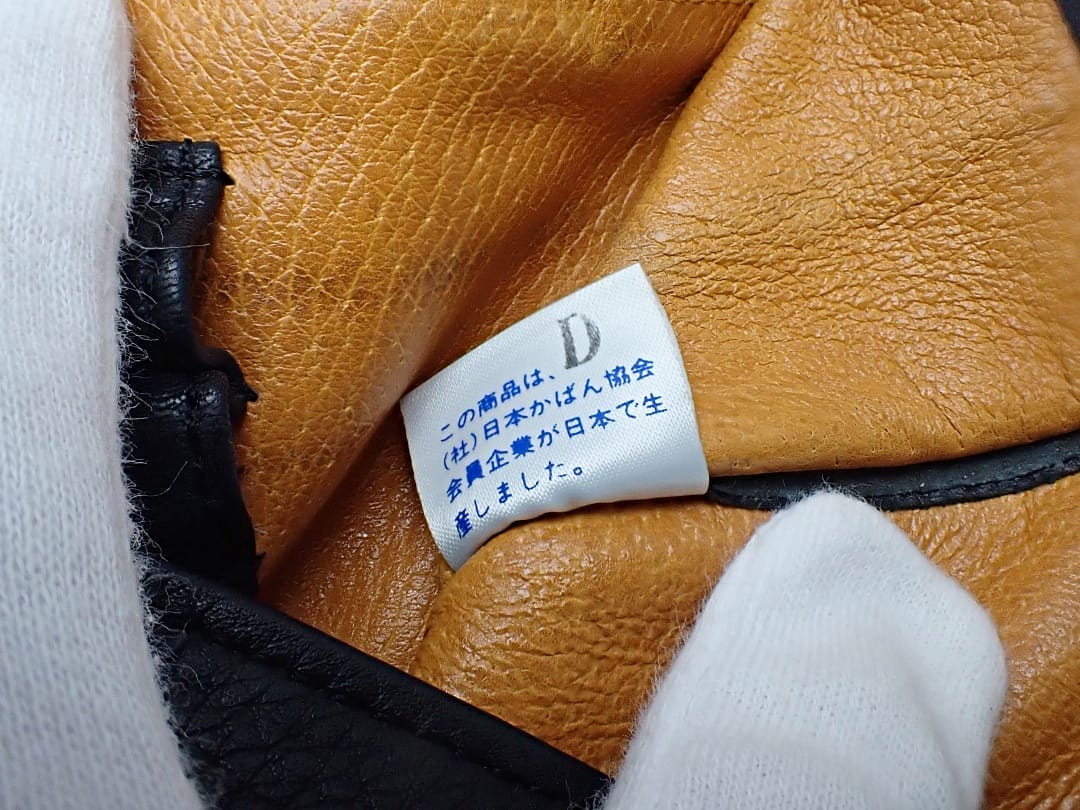 D
この商品は、
(社)日本かばん協会
会員企業が日本で生
産しました。